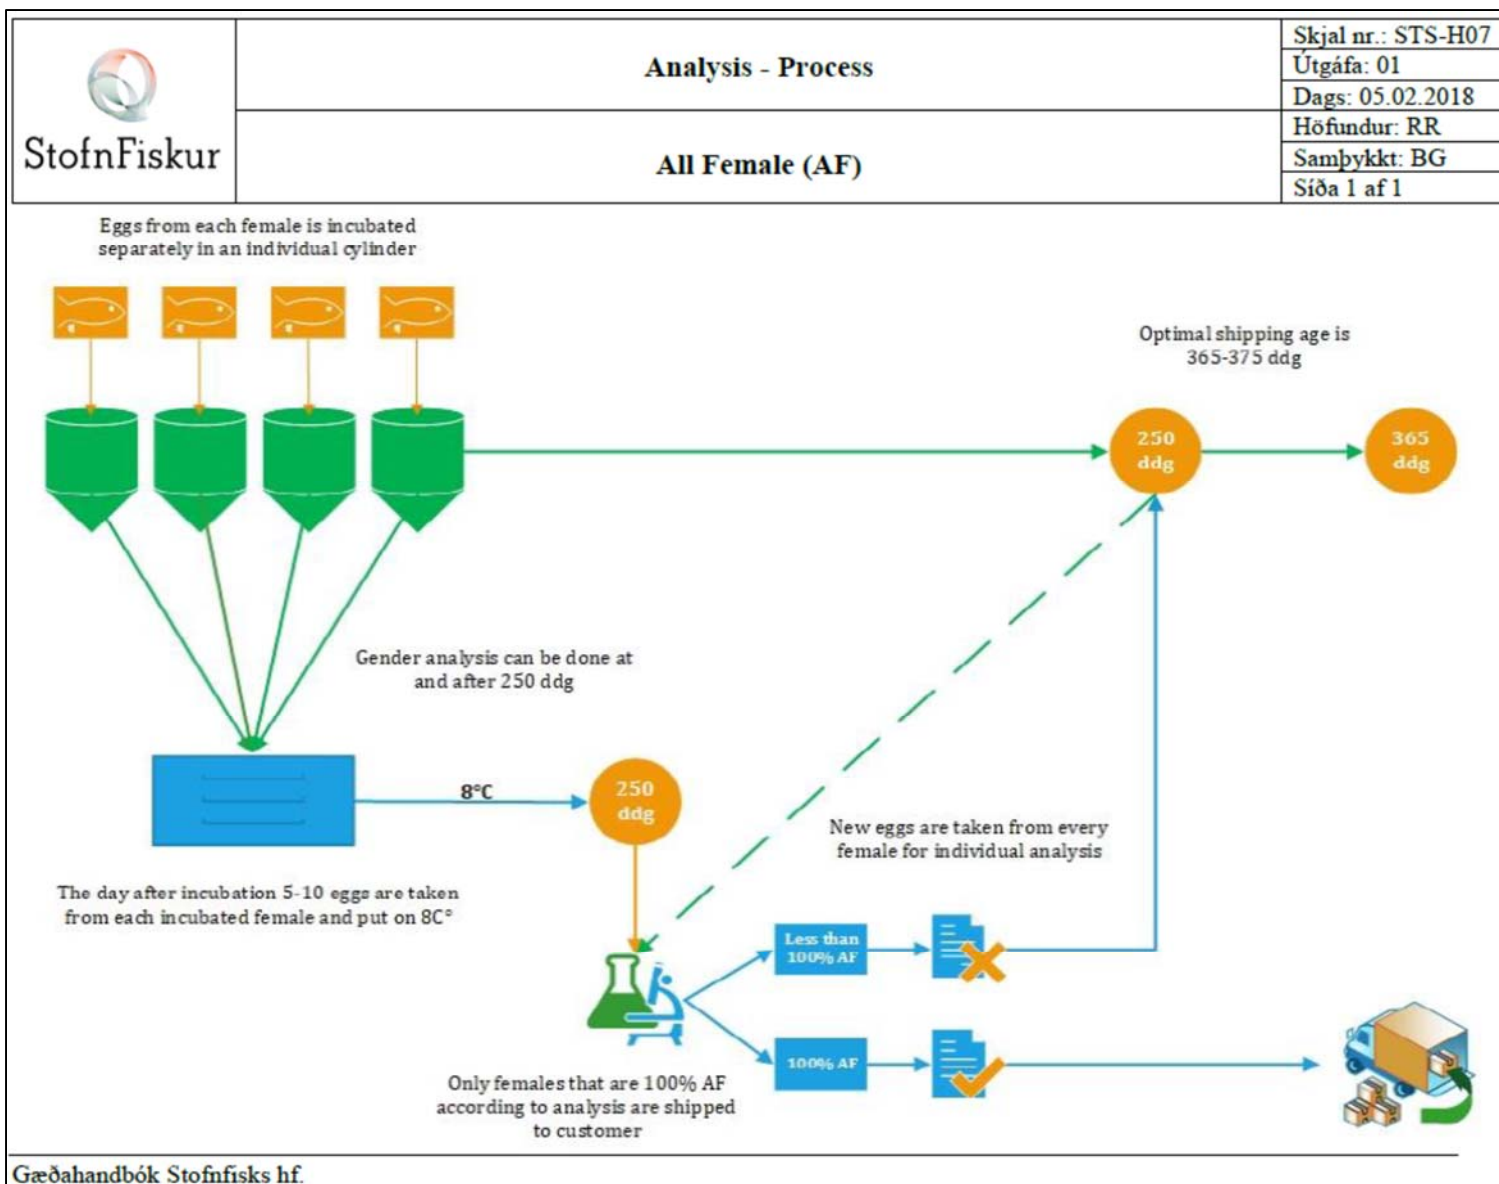 StofnFiskur
Analysis - Process
All Female (AF)
Skjal nr.: STS-H07
Útgáfa: 01
Dags: 05.02.2018
Höfundur: RR
Samþykkt: BG
Síða 1 af 1
Eggs from each female is incubated
separately in an individual cylinder
Optimal shipping age is
365-375 ddg
250
ddg
365
ddg
Gender analysis can be done at
and after 250 ddg
8°C
250
ddg
New eggs are taken from every
female for individual analysis
The day after incubation 5-10 eggs are taken
from each incubated female and put on 8C°
Less than
100% AF
100% AF
Only females that are 100% AF
according to analysis are shipped
to customer
Gæðahandbók Stofnfisks hf.